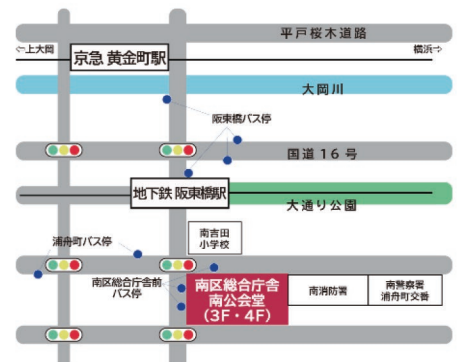 平戸桜木道路
←上大岡
京急 黄金町駅
横浜⇒
大岡川
阪東橋バス停
国道16号
地下鉄 阪東橋駅
大通り公園
南吉田
小学校
浦舟町バス停
南区総合庁舎前
バス停
南区総合庁舎
南公会堂
(3F・4F)
南消防署
南警察署
浦舟町交番